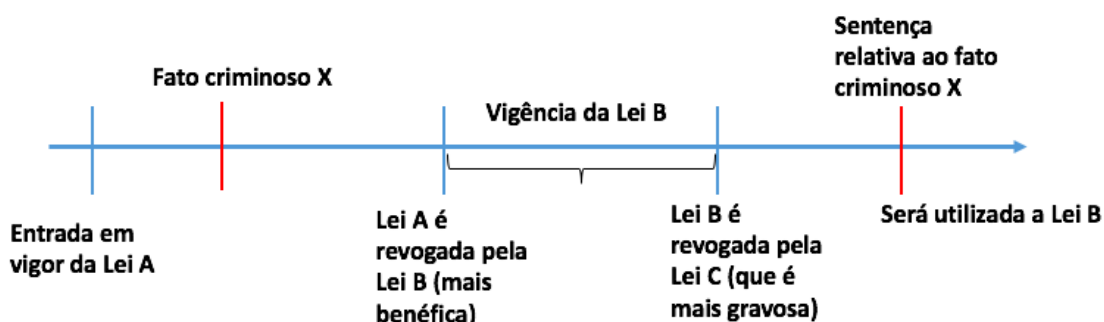 Sentença
relativa ao fato
criminoso X
Fato criminoso X
Vigência da Lei B
Entrada em
vigor da Lei A
Lei A é
revogada pela
Lei B (mais
benéfica)
Lei B é
revogada pela
Lei C (que é
mais gravosa)
Será utilizada a Lei B